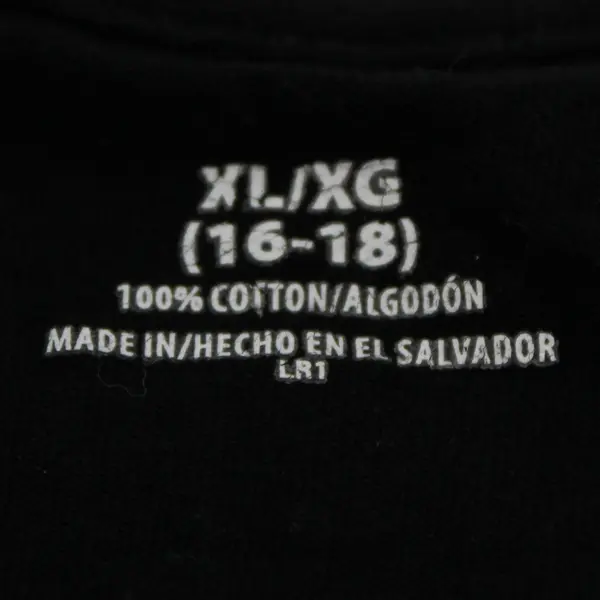 XL/XG
(16-18)
100% COTTON/ALGODÓN
MADE IN/HECHO EN EL SALVADOR
LR1